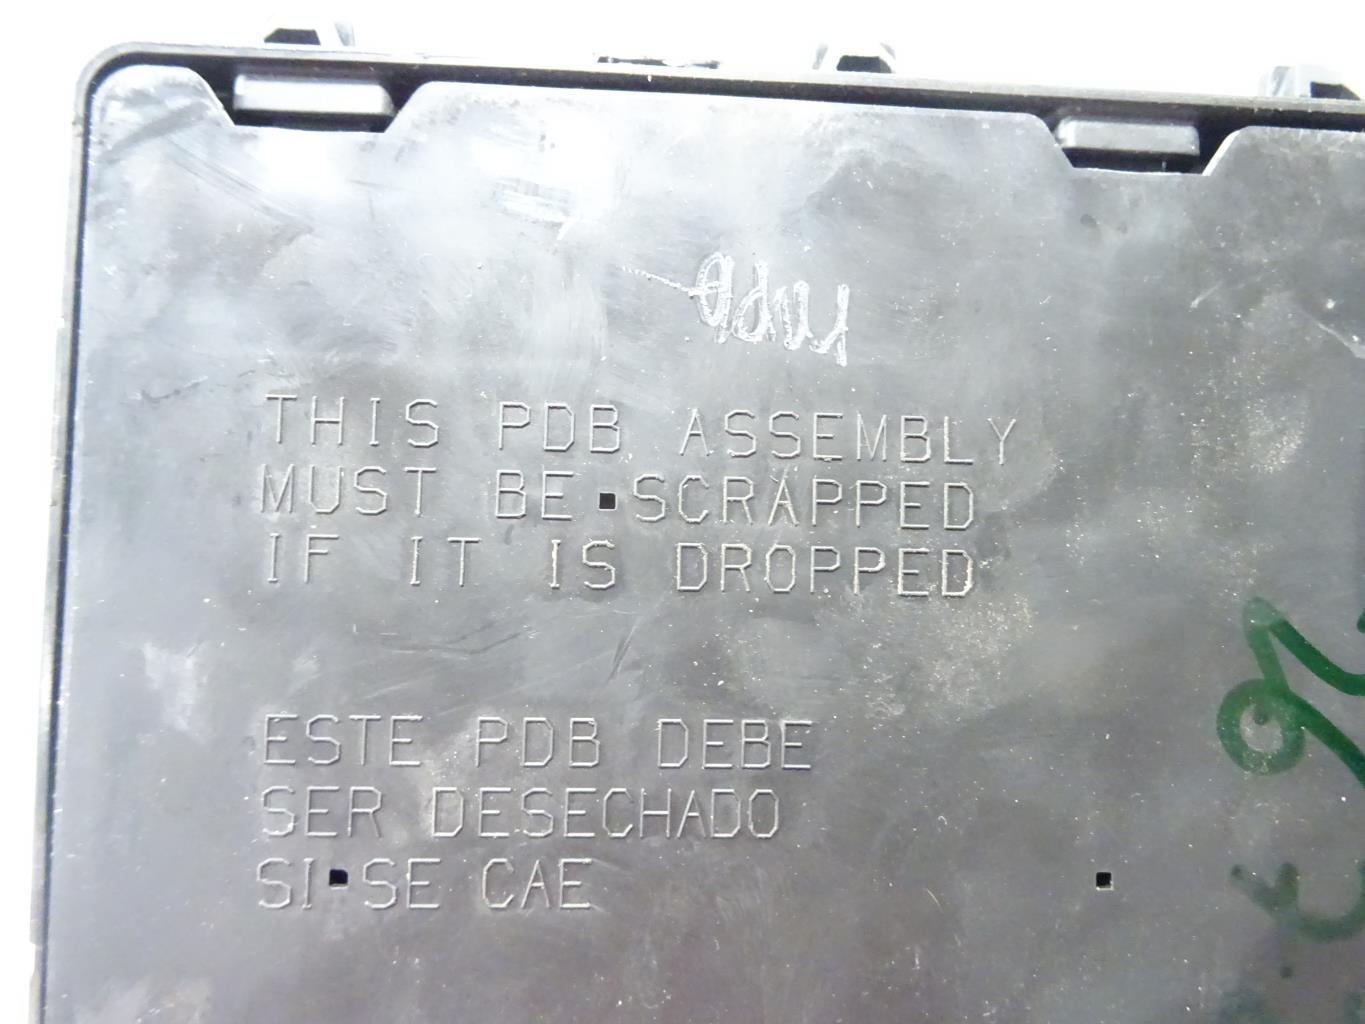 THIS PDB ASSEMBLY
MUST BE SCRAPPED
IF IT IS DROPPED
ESTE PDB DEBE
SER DESECHADO
SI SE CAE